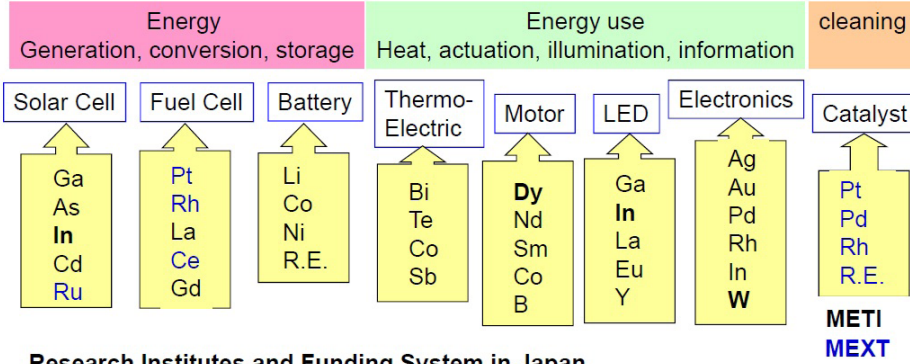 Energy
Generation, conversion, storage
Energy use
Heat, actuation, illumination, information
cleaning
Solar Cell
Ga
As
In
Cd
Ru
Fuel Cell
Pt
Rh
La
Ce
Gd
Battery
Li
Co
Ni
R.E.
Thermo-
Electric
Bi
Te
Co
Sb
Motor
Dy
Nd
Sm
Co
B
LED
Ga
In
La
Eu
Y
Electronics
Ag
Au
Pd
Rh
In
W
Catalyst
Pt
Pd
Rh
R.E.
METI
MEXT
Research Institutes and Funding System in Japan